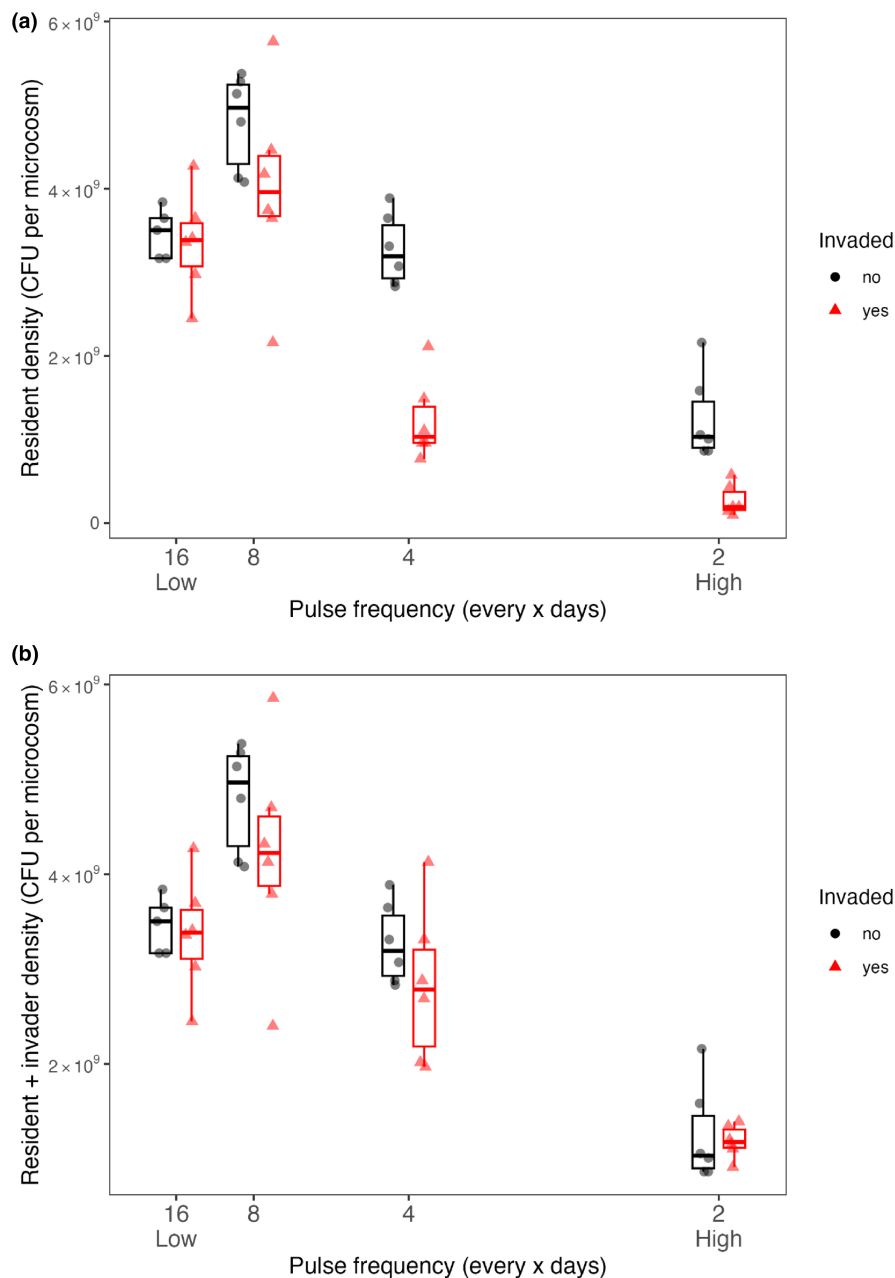 (a)
Resident density (CFU per microcosm)
6 × 10⁹
4 × 10⁹
2 × 10⁹
0
16
Low
8
4
2
High
Pulse frequency (every x days)
Invaded
no
yes
(b)
Resident + invader density (CFU per microcosm)
6 × 10⁹
4 × 10⁹
2 × 10⁹
16
Low
8
4
2
High
Pulse frequency (every x days)
Invaded
no
yes